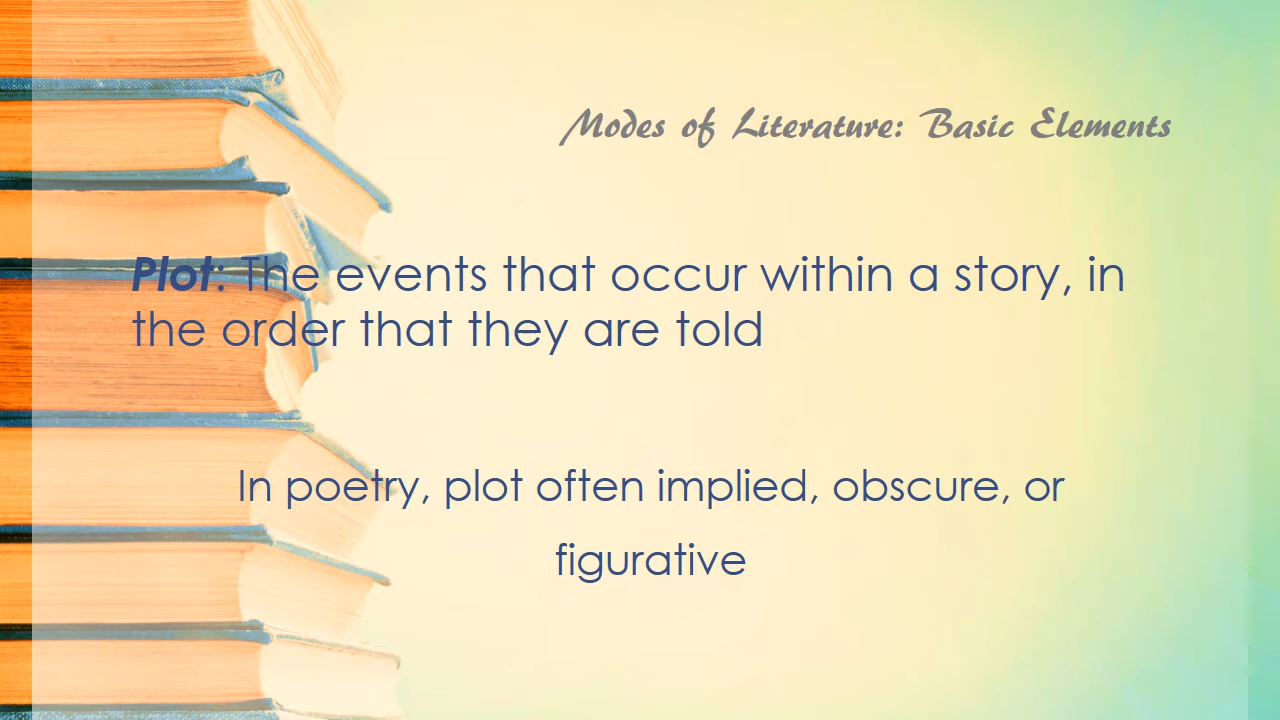 Modes of Literature: Basic Elements
Plot: The events that occur within a story, in
the order that they are told
In poetry, plot often implied, obscure, or
figurative